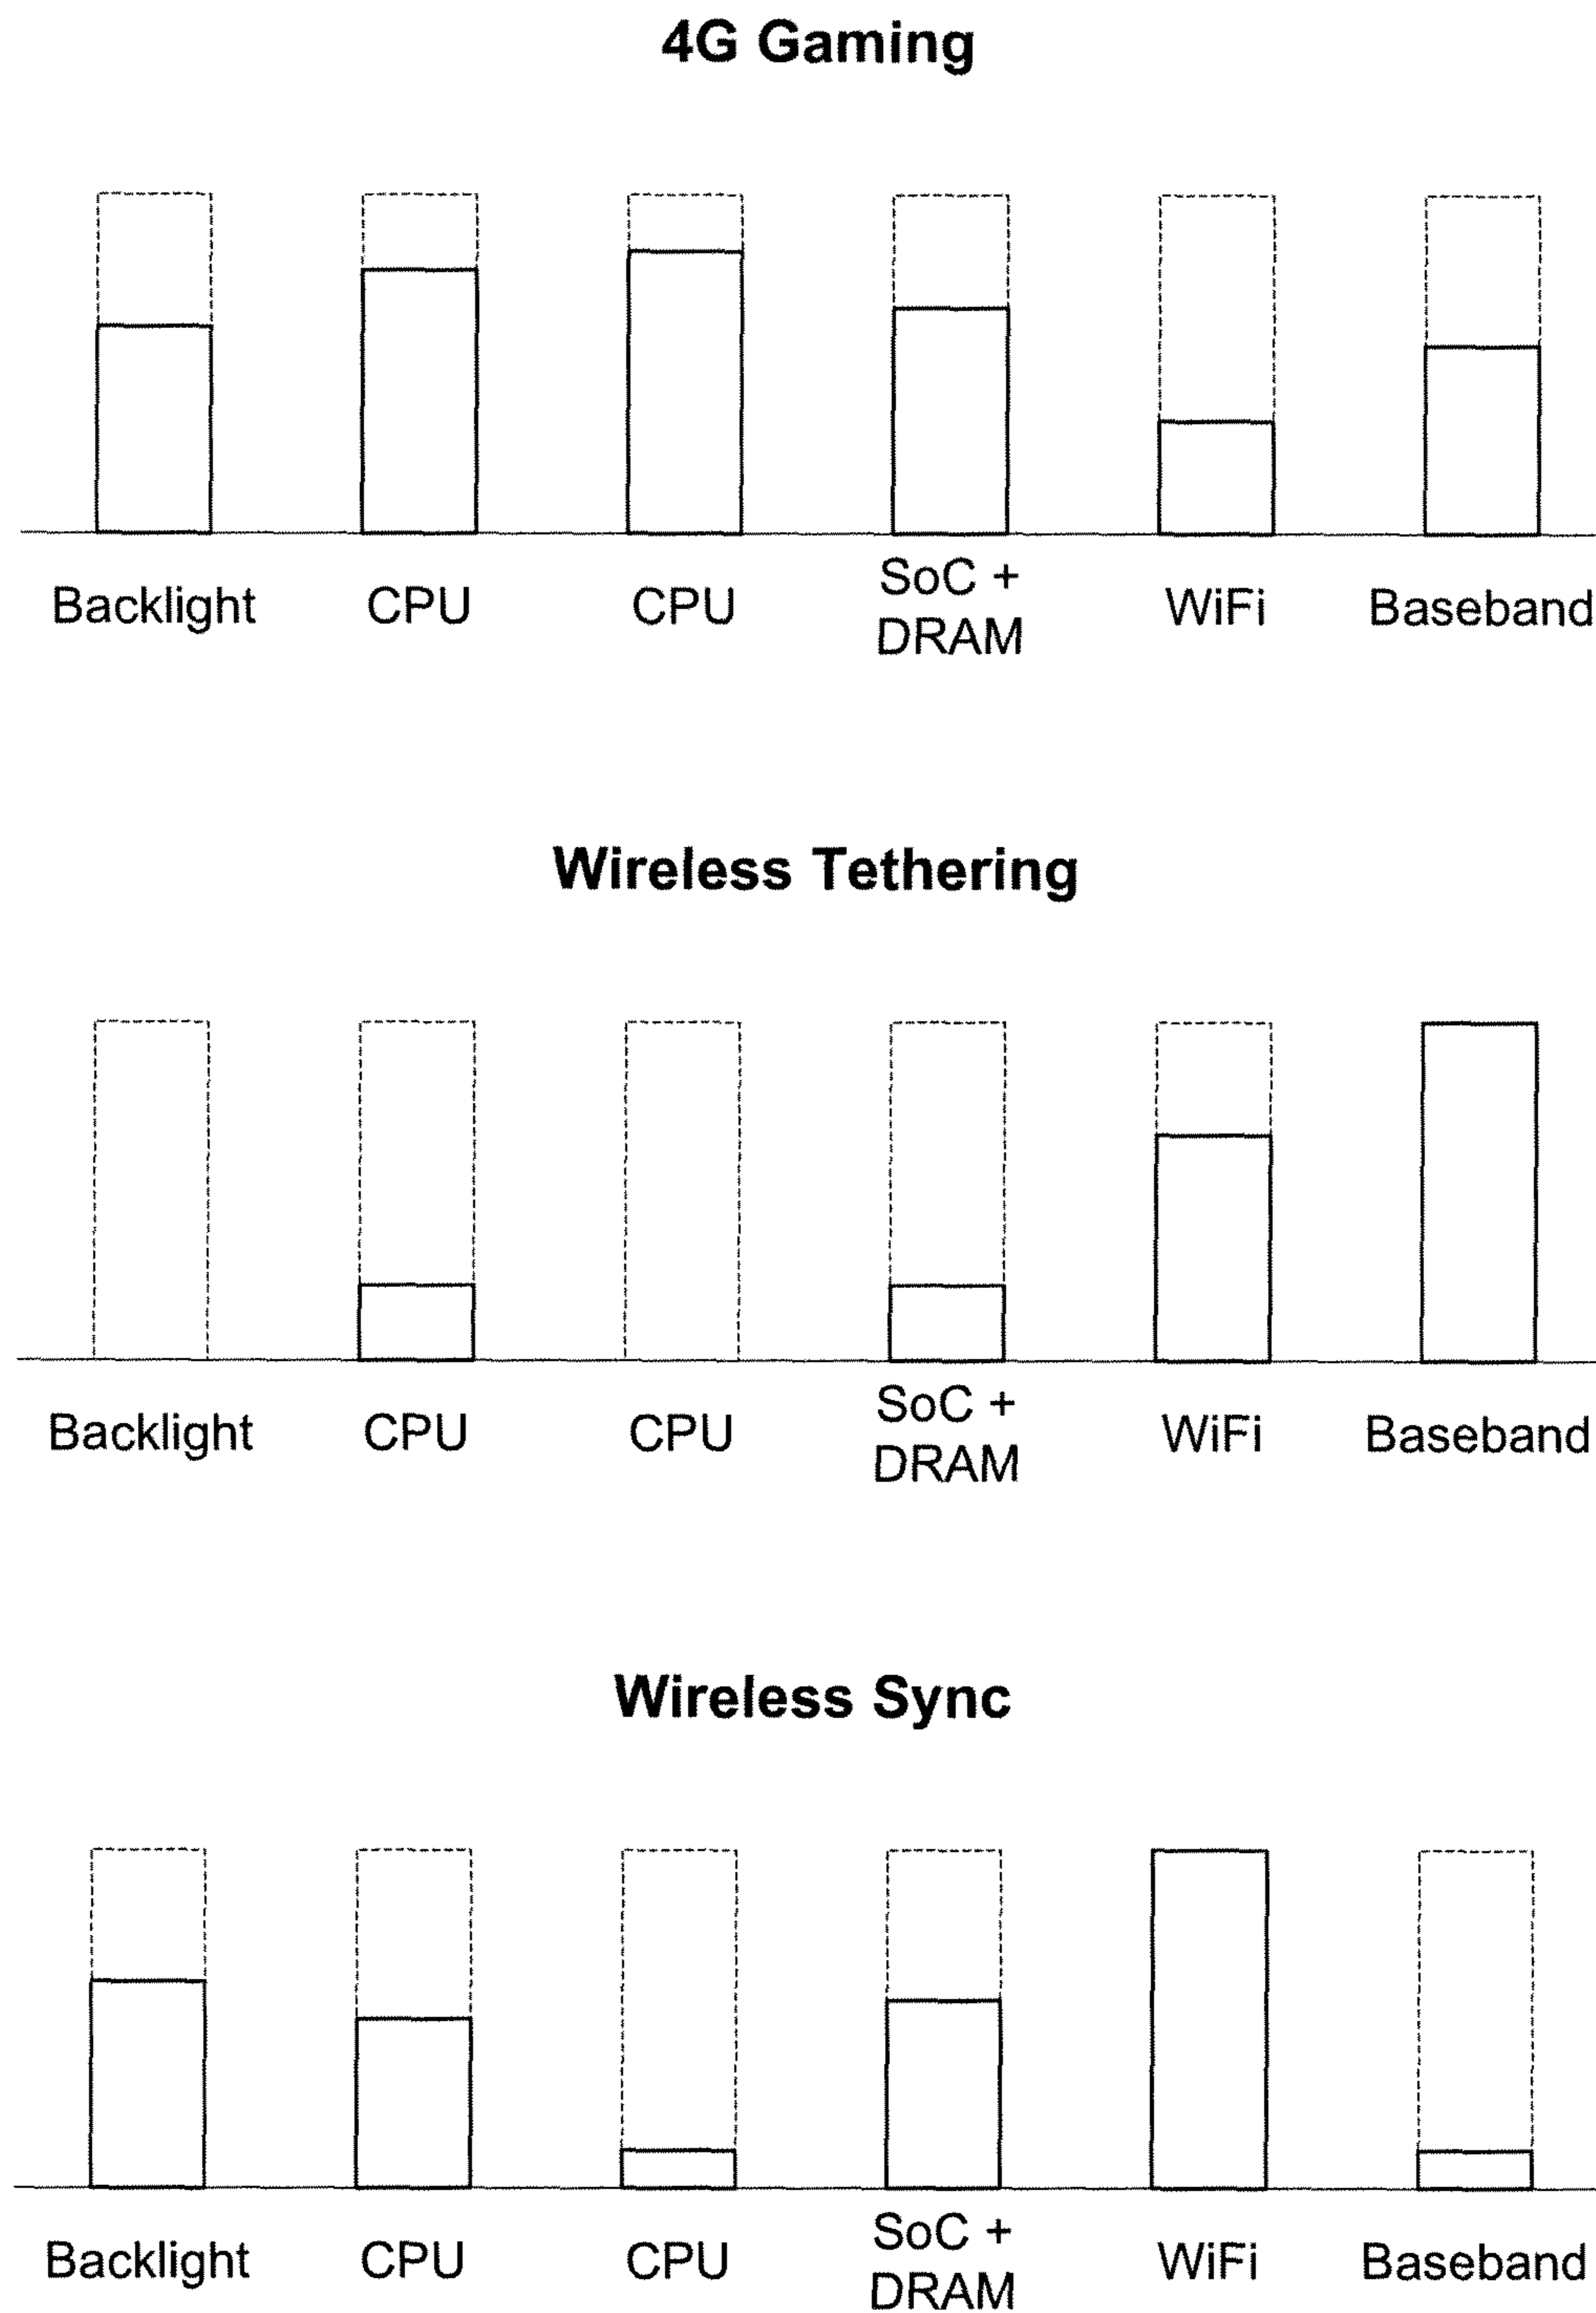 4G Gaming
Backlight CPU CPU SoC + DRAM WiFi Baseband
Wireless Tethering
Backlight CPU CPU SoC + DRAM WiFi Baseband
Wireless Sync
Backlight CPU CPU SoC + DRAM WiFi Baseband